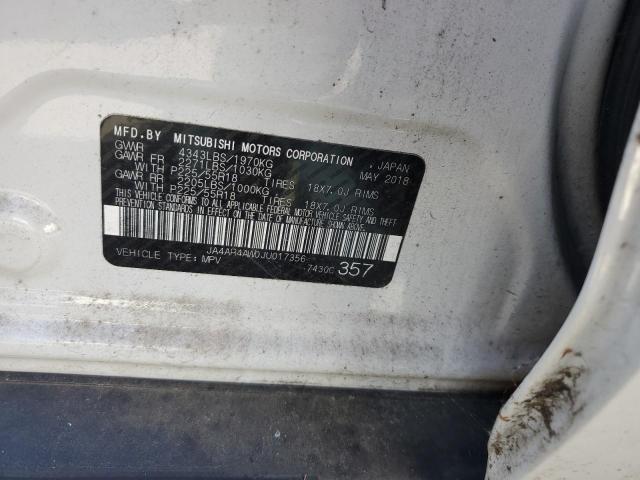 MFD.BY MITSUBISHI MOTORS CORPORATION . JAPAN
GVWR 4343LBS/1970KG MAY 2018
GAWR FR 2271LBS/1030KG
WITH P225/55R18 TIRES 18X7.0J RIMS
GAWR RR 2205LBS/1000KG
WITH P225/55R18 TIRES 18X7.0J RIMS
THIS VEHICLE CONFORMS TO ALL APPLICABLE FEDERAL MOTOR VEHICLE SAFETY AND THEFT
PREVENTION STANDARDS IN EFFECT ON THE DATE OF MANUFACTURE SHOWN ABOVE.
JA4AR4AW0JU017356
VEHICLE TYPE: MPV 7430C 357